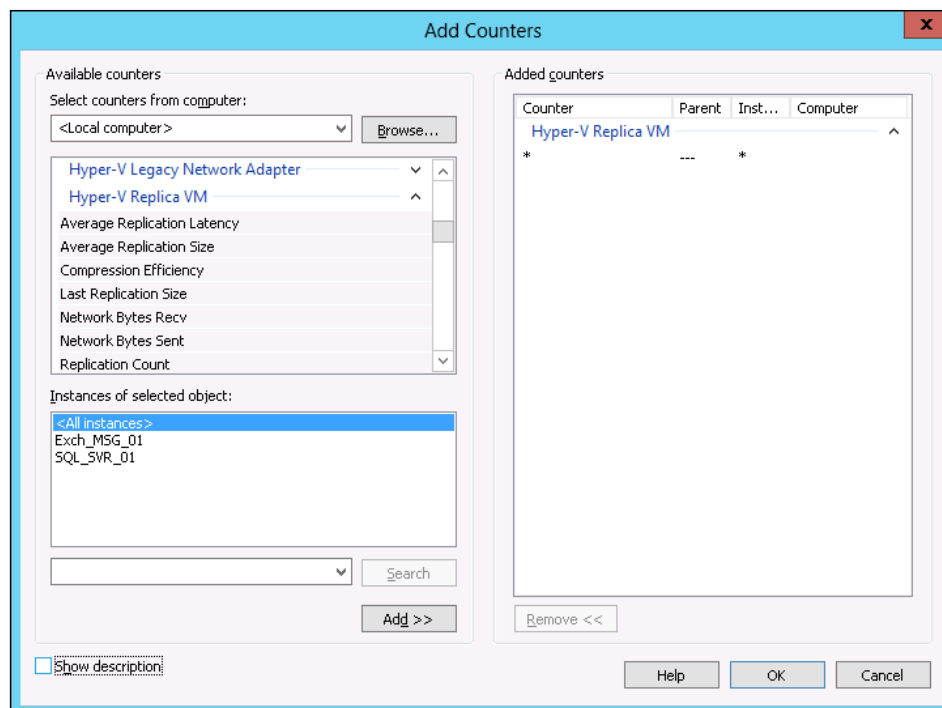 Add Counters
x
Available counters
Select counters from computer:
<Local computer>
Browse...
Hyper-V Legacy Network Adapter
Hyper-V Replica VM
Average Replication Latency
Average Replication Size
Compression Efficiency
Last Replication Size
Network Bytes Recv
Network Bytes Sent
Replication Count
Instances of selected object:
<All instances>
Exch_MSG_01
SQL_SVR_01
Search
Add >>
Show description
Added counters
Counter Parent Inst... Computer
Hyper-V Replica VM
* --- *
Remove <<
Help OK Cancel